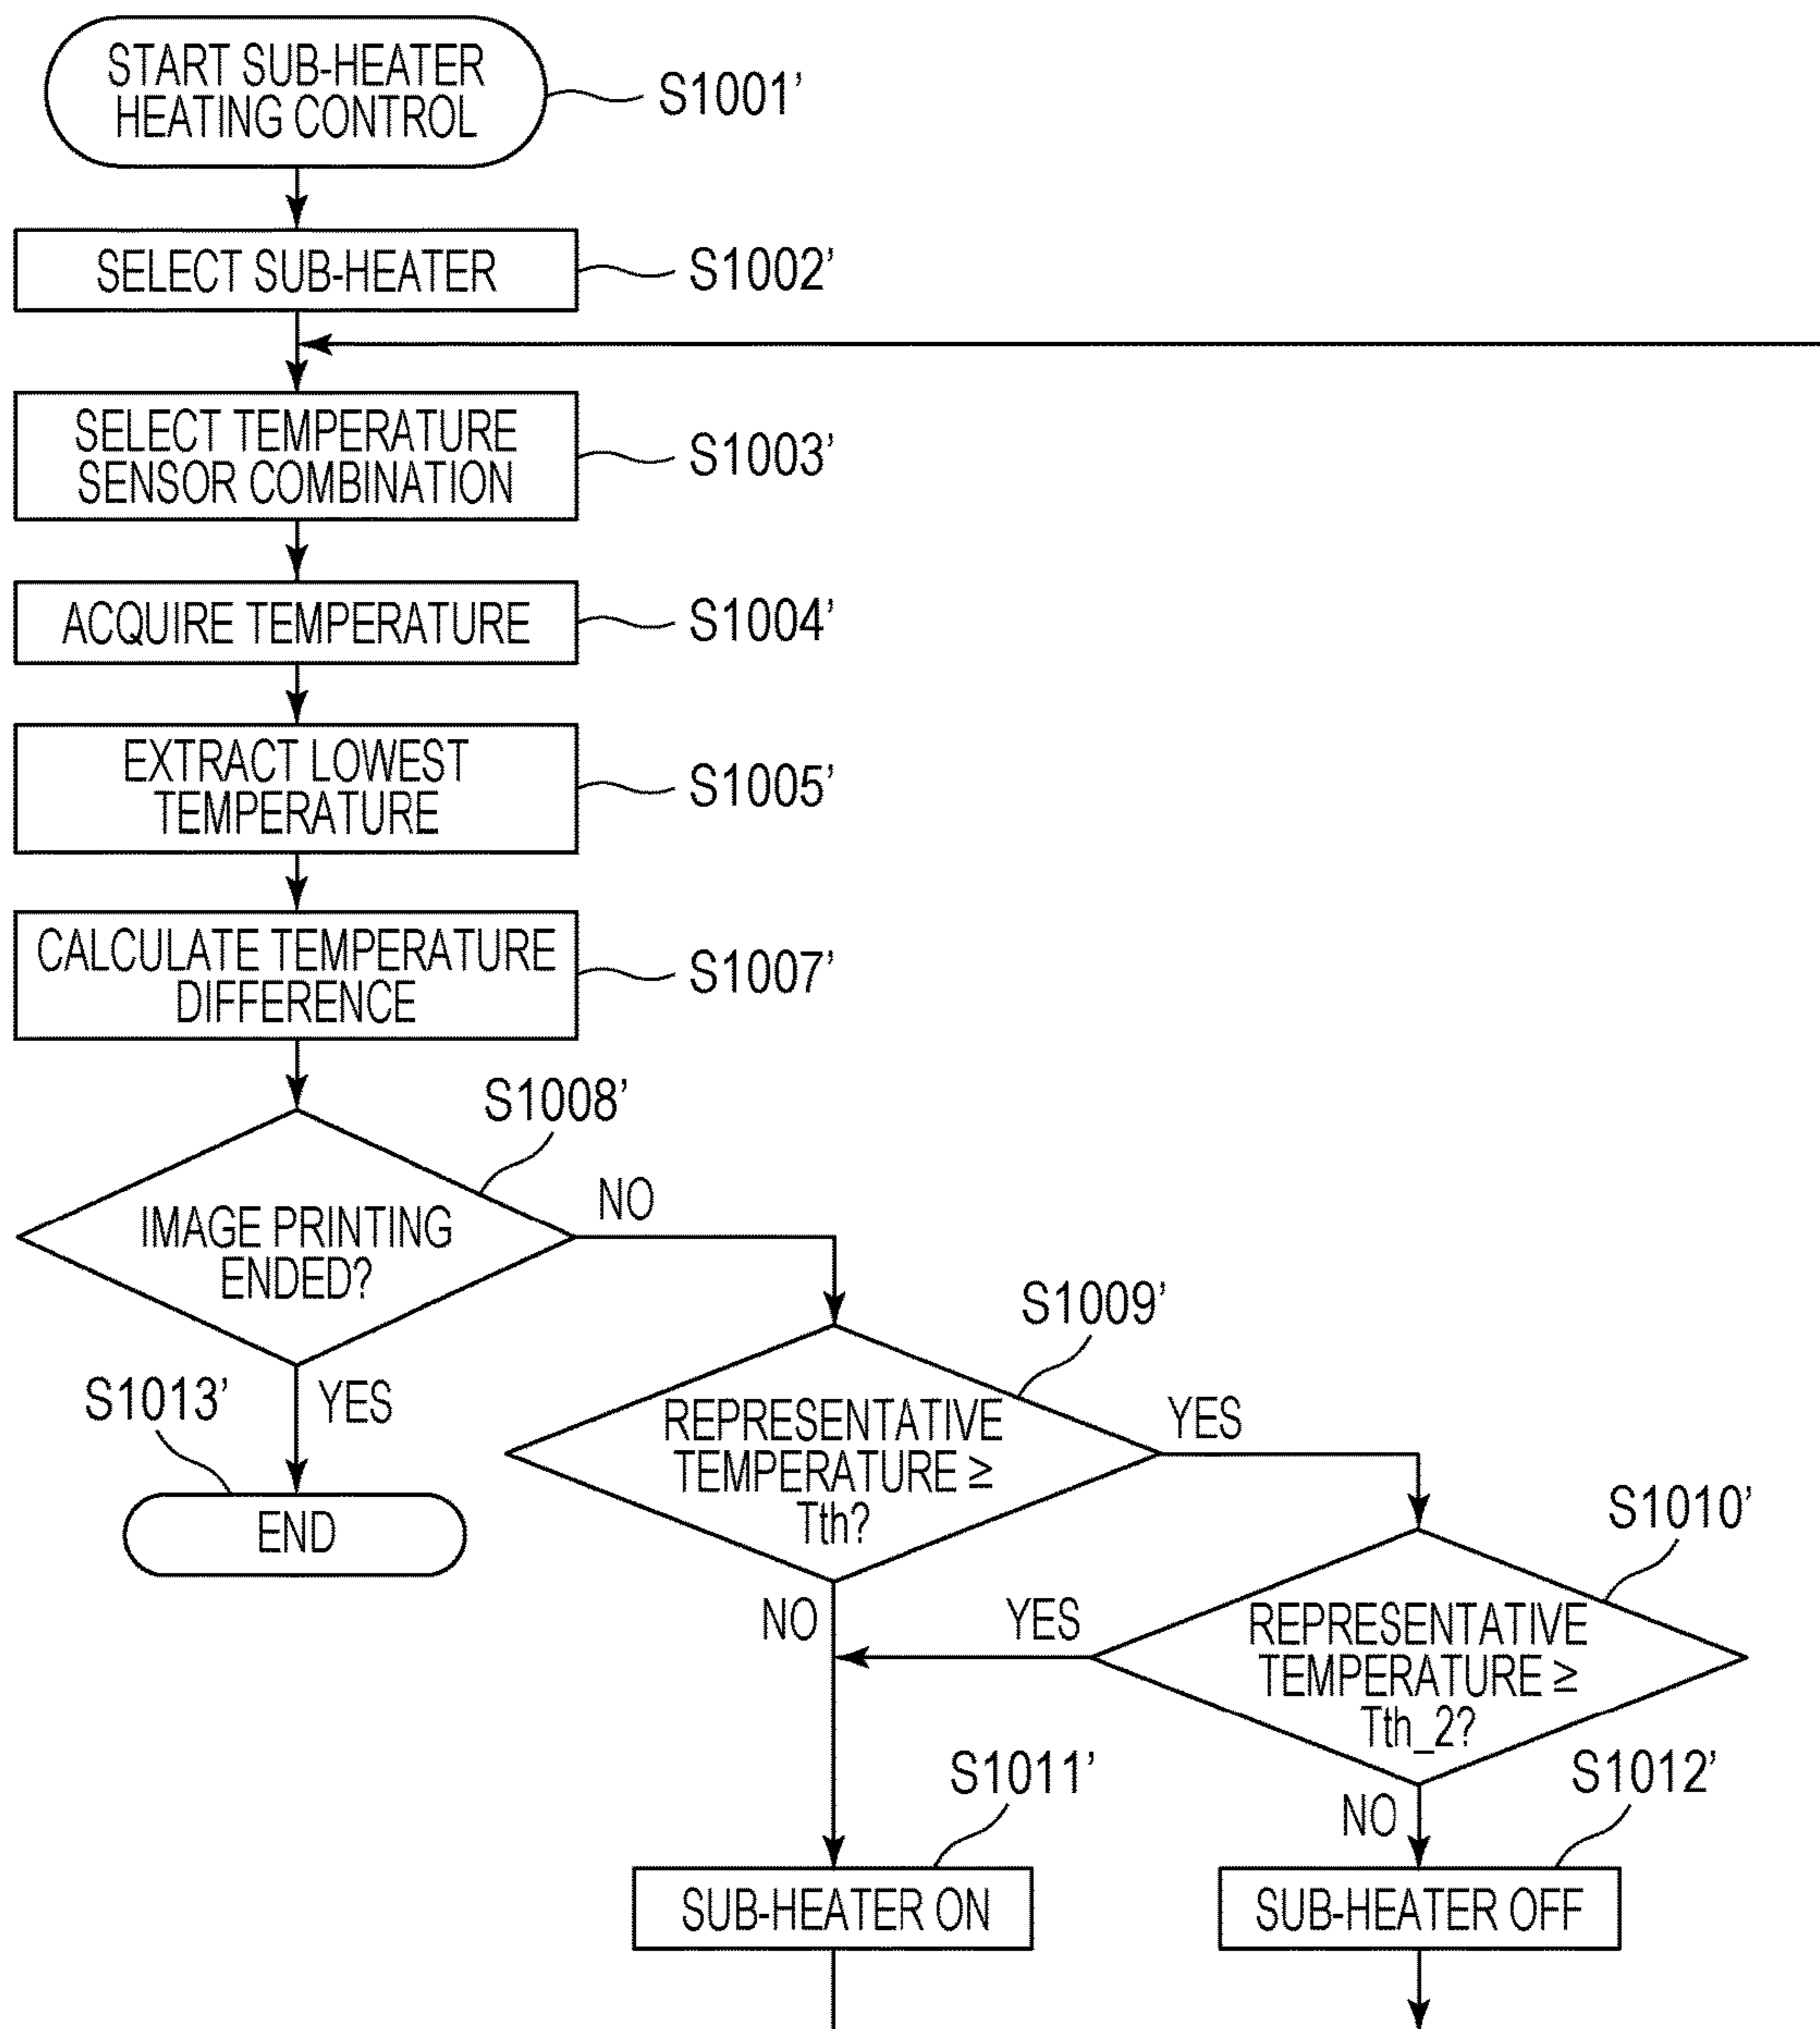 START SUB-HEATER
HEATING CONTROL
S1001’
SELECT SUB-HEATER
S1002’
SELECT TEMPERATURE
SENSOR COMBINATION
S1003’
ACQUIRE TEMPERATURE
S1004’
EXTRACT LOWEST
TEMPERATURE
S1005’
CALCULATE TEMPERATURE
DIFFERENCE
S1007’
S1008’
IMAGE PRINTING
ENDED?
NO
YES
S1013’
END
S1009’
REPRESENTATIVE
TEMPERATURE ≥
Tth?
YES
NO
S1010’
REPRESENTATIVE
TEMPERATURE ≥
Tth_2?
YES
NO
S1011’
SUB-HEATER ON
S1012’
SUB-HEATER OFF